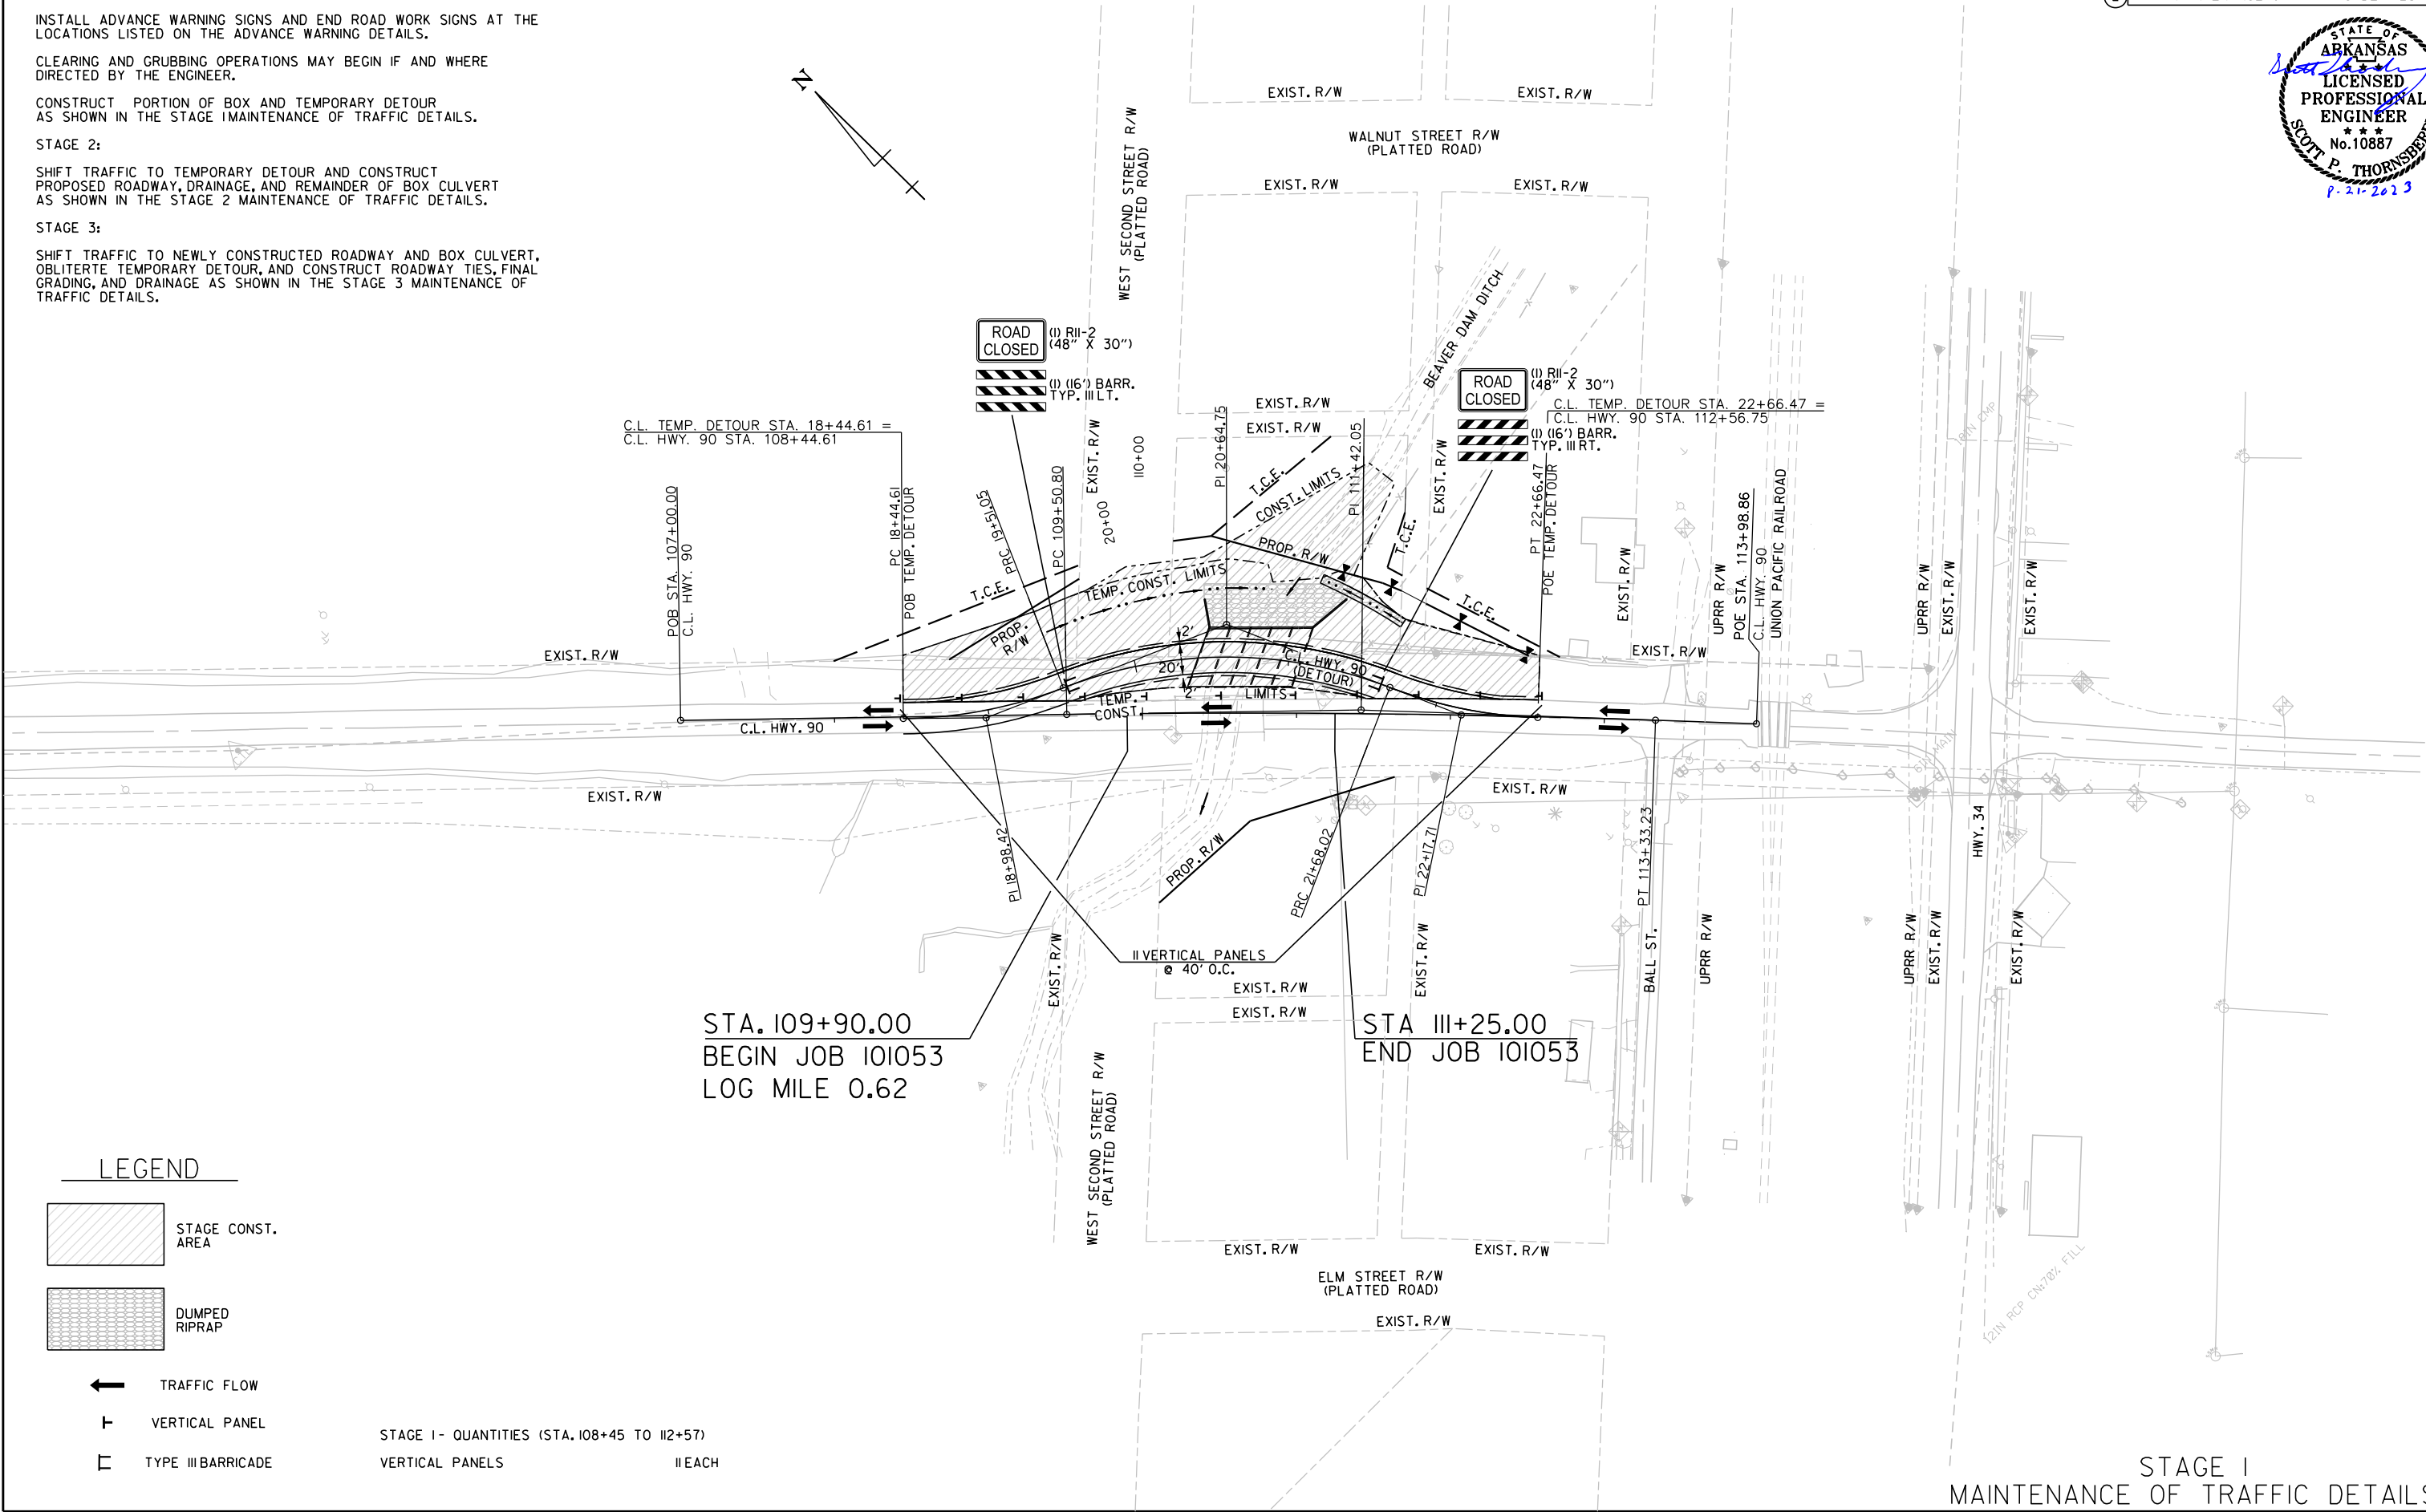 INSTALL ADVANCE WARNING SIGNS AND END ROAD WORK SIGNS AT THE
LOCATIONS LISTED ON THE ADVANCE WARNING DETAILS.
CLEARING AND GRUBBING OPERATIONS MAY BEGIN IF AND WHERE
DIRECTED BY THE ENGINEER.
CONSTRUCT PORTION OF BOX AND TEMPORARY DETOUR
AS SHOWN IN THE STAGE 1 MAINTENANCE OF TRAFFIC DETAILS.
STAGE 2:
SHIFT TRAFFIC TO TEMPORARY DETOUR AND CONSTRUCT
PROPOSED ROADWAY, DRAINAGE, AND REMAINDER OF BOX CULVERT
AS SHOWN IN THE STAGE 2 MAINTENANCE OF TRAFFIC DETAILS.
STAGE 3:
SHIFT TRAFFIC TO NEWLY CONSTRUCTED ROADWAY AND BOX CULVERT,
OBLITERTE TEMPORARY DETOUR, AND CONSTRUCT ROADWAY TIES, FINAL
GRADING, AND DRAINAGE AS SHOWN IN THE STAGE 3 MAINTENANCE OF
TRAFFIC DETAILS.
N
STATE OF
ARKANSAS
LICENSED
PROFESSIONAL
ENGINEER
No.10887
SCOTT P. THORNSBE
21-2023
EXIST. R/W
EXIST. R/W
WALNUT STREET R/W
(PLATTED ROAD)
EXIST. R/W
EXIST. R/W
WEST SECOND STREET R/W
(PLATTED ROAD)
BEAVER DAM DITCH
ROAD
CLOSED
(1) R11-2
(48" X 30")
(1) (16') BARR.
TYP. III LT.
ROAD
CLOSED
(1) R11-2
(48" X 30")
(1) (16') BARR.
TYP. III RT.
C.L. TEMP. DETOUR STA. 18+44.61 =
C.L. HWY. 90 STA. 108+44.61
C.L. TEMP. DETOUR STA. 22+66.47 =
C.L. HWY. 90 STA. 112+56.75
EXIST. R/W
EXIST. R/W
POB STA. 107+00.00
C.L. HWY. 90
PC 18+44.61
POB TEMP. DETOUR
PRC 19+51.05
PC 109+50.80
EXIST. R/W
20+00
110+00
PI 20+64.75
T.C.E.
CONST. LIMITS
PI 111+42.05
EXIST. R/W
T.C.E.
PT 22+66.47
POE TEMP. DETOUR
EXIST. R/W
UPRR R/W
POE STA. 113+98.86
C.L. HWY. 90
UNION PACIFIC RAILROAD
UPRR R/W
EXIST. R/W
EXIST. R/W
18IN CMP
PROP. R/W
T.C.E.
TEMP. CONST. LIMITS
PROP.
R/W
T.C.E.
2'
20'
2'
C.L. HWY. 90
(DETOUR)
TEMP.
CONST.
LIMITS
EXIST. R/W
EXIST. R/W
C.L. HWY. 90
EXIST. R/W
EXIST. R/W
PI 18+98.42
PROP. R/W
PRC 21+68.02
PI 22+17.71
PT 113+33.23
HWY. 34
EXIST. R/W
EXIST. R/W
BALL ST.
UPRR R/W
UPRR R/W
EXIST. R/W
EXIST. R/W
11 VERTICAL PANELS
@ 40' O.C.
EXIST. R/W
EXIST. R/W
STA. 109+90.00
BEGIN JOB 101053
LOG MILE 0.62
STA 111+25.00
END JOB 101053
WEST SECOND STREET R/W
(PLATTED ROAD)
EXIST. R/W
EXIST. R/W
ELM STREET R/W
(PLATTED ROAD)
EXIST. R/W
12IN RCP CN:70% FILL
LEGEND
STAGE CONST.
AREA
DUMPED
RIPRAP
TRAFFIC FLOW
VERTICAL PANEL
TYPE III BARRICADE
STAGE 1 - QUANTITIES (STA. 108+45 TO 112+57)
VERTICAL PANELS 11 EACH
STAGE 1
MAINTENANCE OF TRAFFIC DETAILS